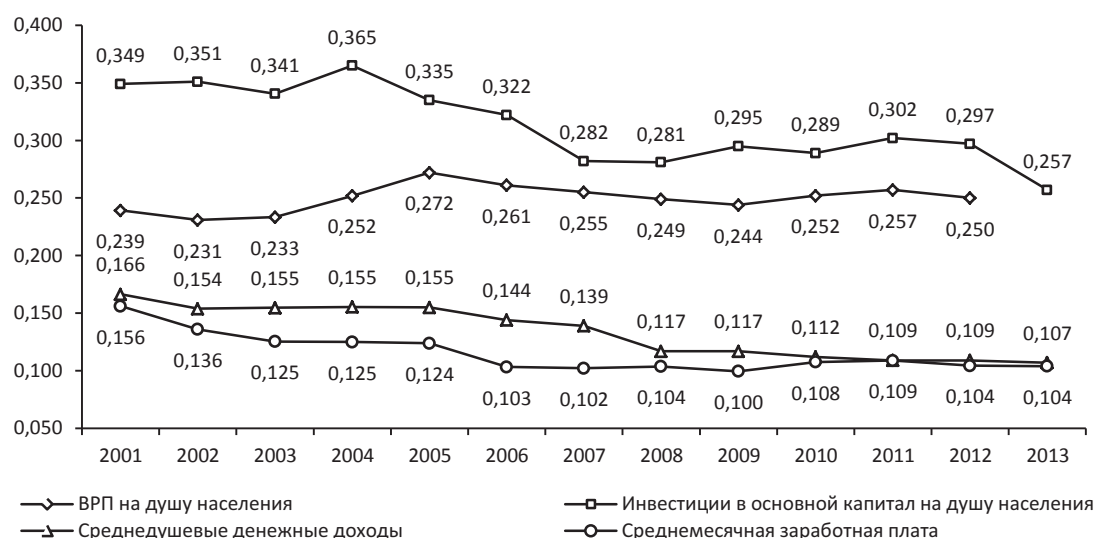 0,400
0,350
0,300
0,250
0,200
0,150
0,100
0,050
0,349 0,351 0,341 0,365 0,335 0,322 0,282 0,281 0,295 0,289 0,302 0,297 0,257
0,239 0,231 0,233 0,252 0,272 0,261 0,255 0,249 0,244 0,252 0,257 0,250
0,166 0,154 0,155 0,155 0,155 0,144 0,139 0,117 0,117 0,112 0,109 0,109 0,107
0,156 0,136 0,125 0,125 0,124 0,103 0,102 0,104 0,100 0,108 0,109 0,104 0,104
2001 2002 2003 2004 2005 2006 2007 2008 2009 2010 2011 2012 2013
ВРП на душу населения
Инвестиции в основной капитал на душу населения
Среднедушевые денежные доходы
Среднемесячная заработная плата